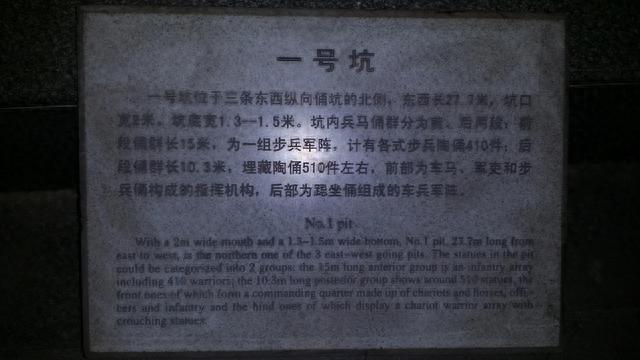 一号坑
一号坑位于三条东西纵向俑坑的北侧，东西长27.7米，坑口
宽2米，坑底宽1.3—1.5米。坑内兵马俑群分为前、后两段：前
段俑群长15米，为一组步兵军阵，计有各式步兵陶俑410件；后
段俑群长10.3米，埋藏陶俑510件左右，前部为车马、军吏和步
兵俑构成的指挥机构，后部为跽坐俑组成的车兵军阵。
No.1 pit
With a 2m wide mouth and a 1.3-1.5m wide bottom, No.1 pit, 27.7m long from
east to west, is the northern one of the 3 east-west going pits. The statues in the pit
could be categorized into 2 groups: the 15m long anterior group is an infantry array
including 410 warriors; the 10.3m long posterior group shows around 510 statues, the
front ones of which form a commanding quarter made up of chariots and horses, offi-
cers and infantry and the hind ones of which display a chariot warrior array with
crouching statues.